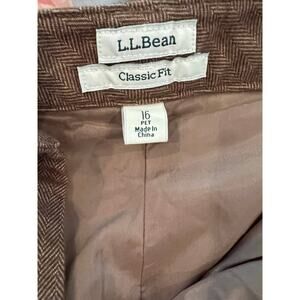 L.L.Bean
Classic Fit
16
PET
Made in
China